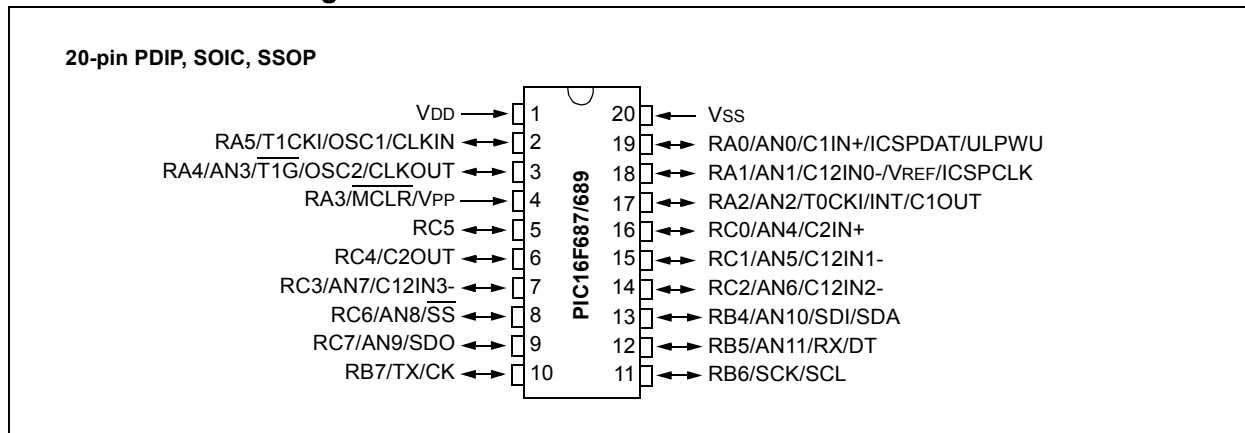 20-pin PDIP, SOIC, SSOP
VDD 1 20 VSS
RA5/T1CKI/OSC1/CLKIN 2 19 RA0/AN0/C1IN+/ICSPDAT/ULPWU
RA4/AN3/T1G/OSC2/CLKOUT 3 18 RA1/AN1/C12IN0-/VREF/ICSPCLK
RA3/MCLR/VPP 4 17 RA2/AN2/T0CKI/INT/C1OUT
RC5 5 16 RC0/AN4/C2IN+
RC4/C2OUT 6 15 RC1/AN5/C12IN1-
RC3/AN7/C12IN3- 7 14 RC2/AN6/C12IN2-
RC6/AN8/SS 8 13 RB4/AN10/SDI/SDA
RC7/AN9/SDO 9 12 RB5/AN11/RX/DT
RB7/TX/CK 10 11 RB6/SCK/SCL
PIC16F687/689